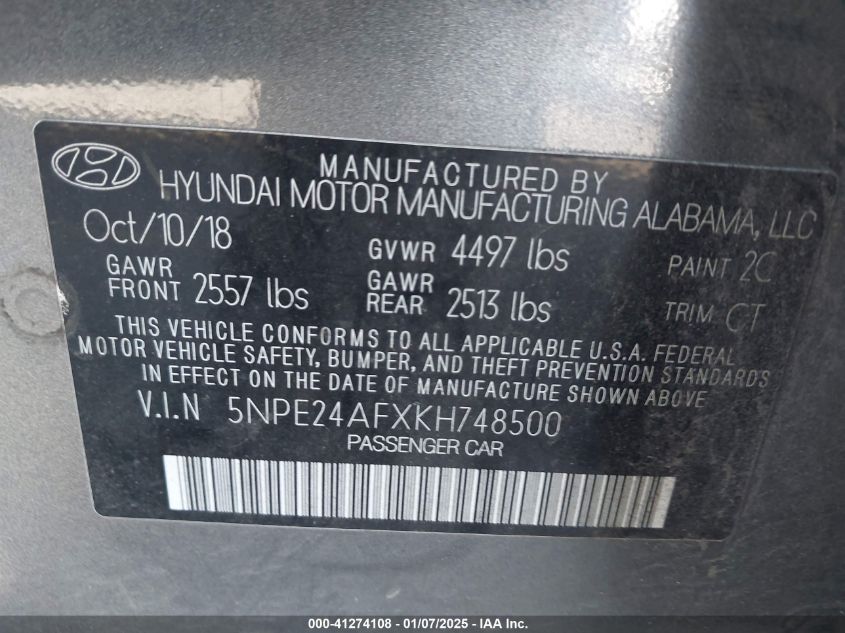 MANUFACTURED BY
HYUNDAI MOTOR MANUFACTURING ALABAMA, LLC
Oct/10/18 GVWR 4497 lbs PAINT 2C
GAWR FRONT 2557 lbs GAWR REAR 2513 lbs TRIM CT
THIS VEHICLE CONFORMS TO ALL APPLICABLE U.S.A. FEDERAL
MOTOR VEHICLE SAFETY, BUMPER, AND THEFT PREVENTION STANDARDS
IN EFFECT ON THE DATE OF MANUFACTURE SHOWN ABOVE
V.I.N 5NPE24AFXKH748500
PASSENGER CAR
000-41274108 - 01/07/2025 - IAA Inc.